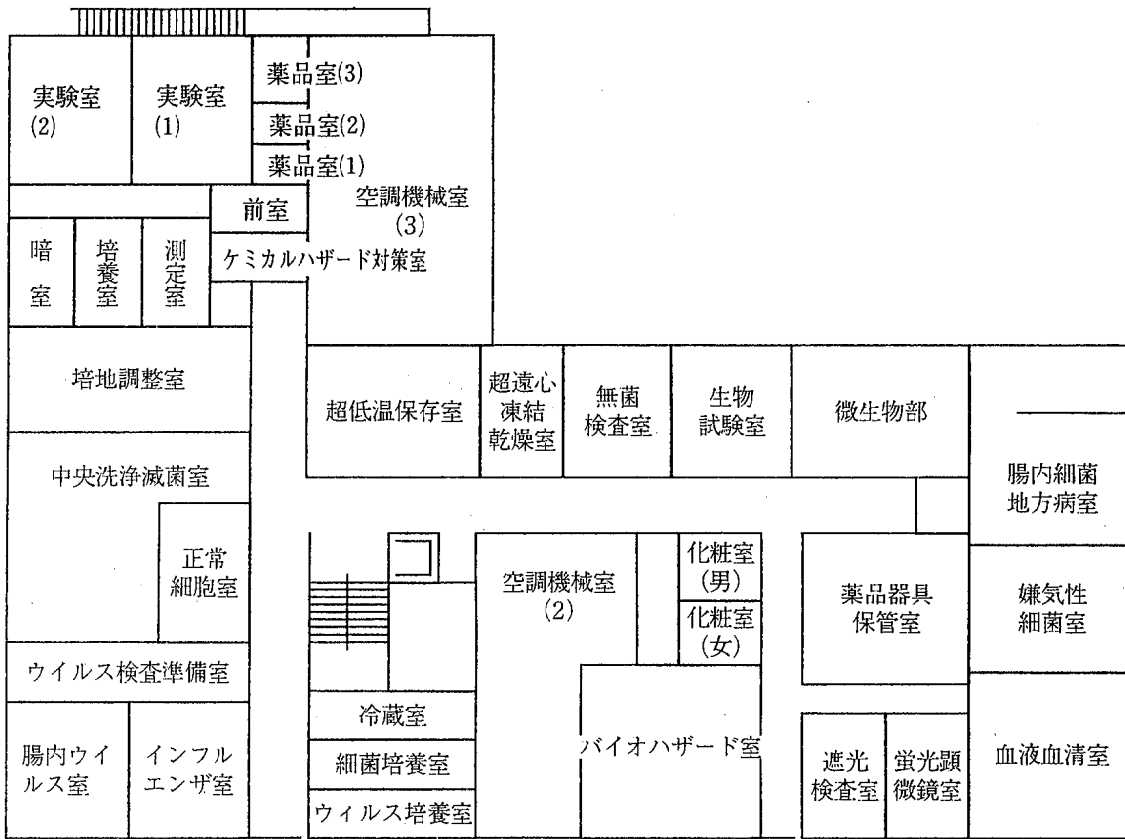 実験室
(2)
実験室
(1)
薬品室(3)
薬品室(2)
薬品室(1)
空調機械室
(3)
前室
ケミカルハザード対策室
暗室
培養室
測定室
培地調整室
超低温保存室
超遠心
凍結
乾燥室
無菌
検査室
生物
試験室
微生物部
腸内細菌
地方病室
中央洗浄滅菌室
正常
細胞室
空調機械室
(2)
化粧室
(男)
化粧室
(女)
薬品器具
保管室
嫌気性
細菌室
ウイルス検査準備室
腸内ウイ
ルス室
インフル
エンザ室
冷蔵室
細菌培養室
ウィルス培養室
バイオハザード室
遮光
検査室
蛍光顕
微鏡室
血液血清室